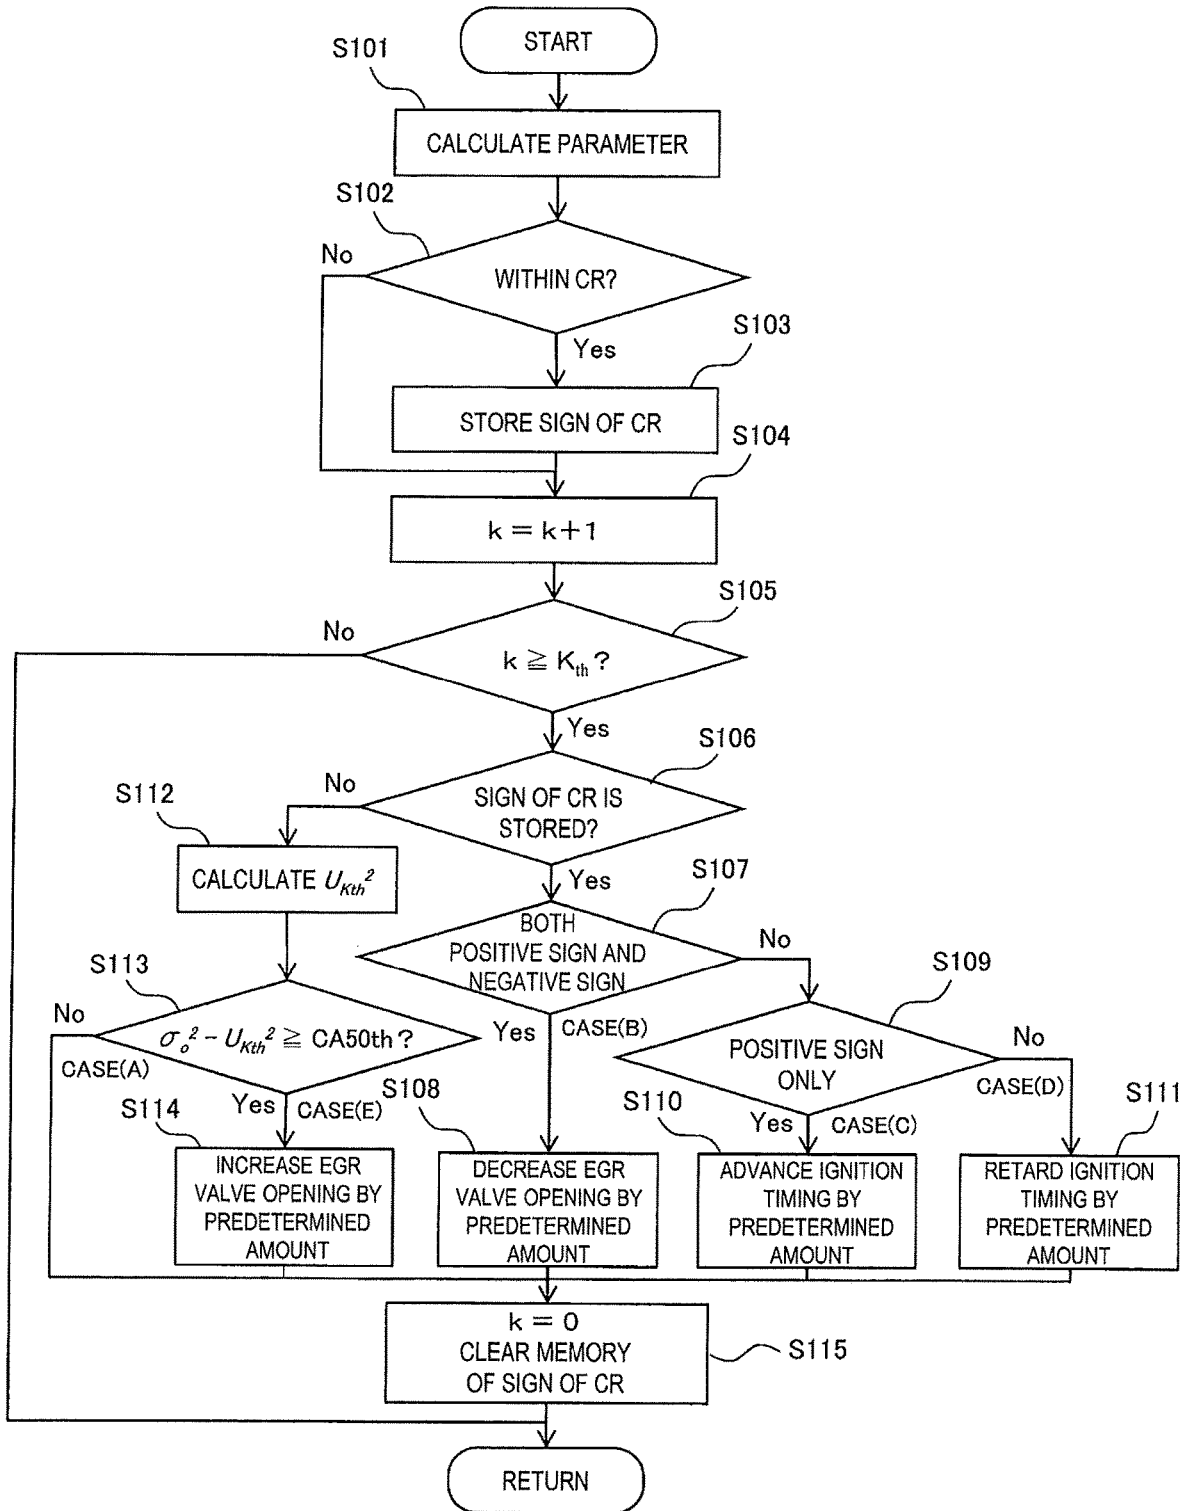 START
S101
CALCULATE PARAMETER
S102
No
WITHIN CR?
Yes
S103
STORE SIGN OF CR
S104
k = k+1
S105
No
k ≧ Kth ?
Yes
S106
No
SIGN OF CR IS
STORED?
S112
CALCULATE UKth²
Yes
S107
BOTH
POSITIVE SIGN AND
NEGATIVE SIGN
No
S113
No
σo² − UKth² ≧ CA50th ?
CASE(A)
Yes
CASE(B)
S109
POSITIVE SIGN
ONLY
No
CASE(D)
S114
Yes
CASE(E)
S108
S110
Yes
CASE(C)
S111
INCREASE EGR
VALVE OPENING BY
PREDETERMINED
AMOUNT
DECREASE EGR
VALVE OPENING BY
PREDETERMINED
AMOUNT
ADVANCE IGNITION
TIMING BY
PREDETERMINED
AMOUNT
RETARD IGNITION
TIMING BY
PREDETERMINED
AMOUNT
k = 0
CLEAR MEMORY
OF SIGN OF CR
S115
RETURN